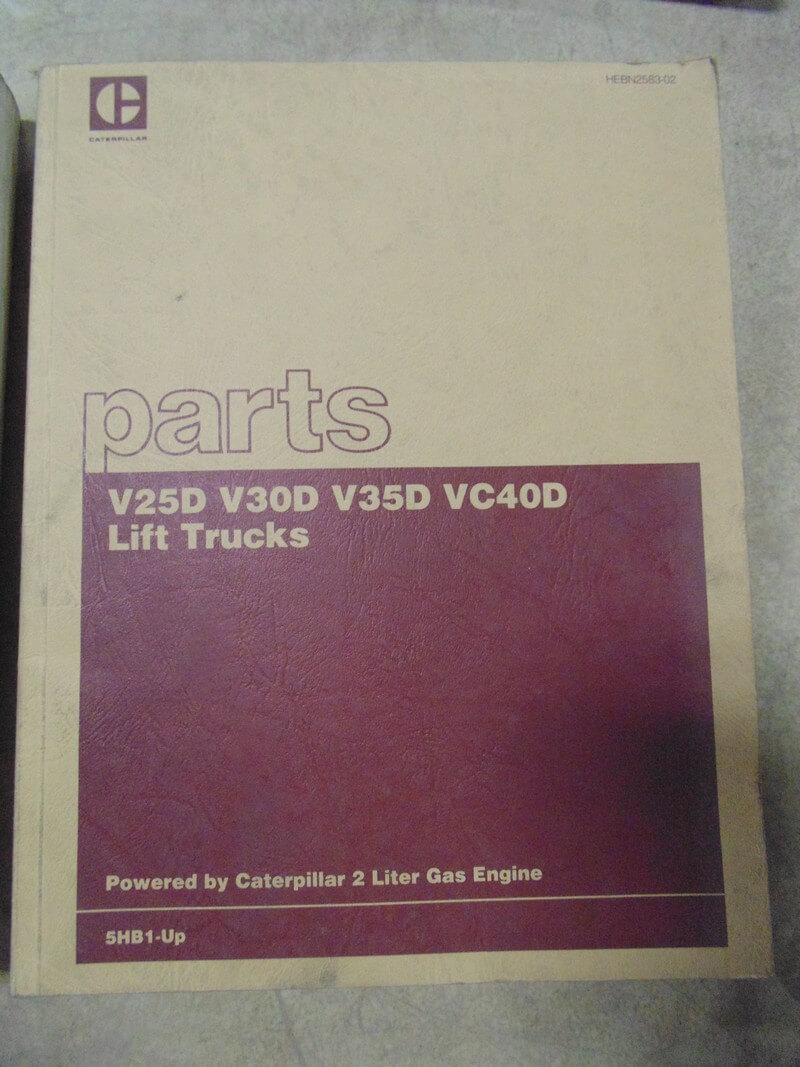 CATERPILLAR
HEBN2583-02
parts
V25D V30D V35D VC40D
Lift Trucks
Powered by Caterpillar 2 Liter Gas Engine
5HB1-Up